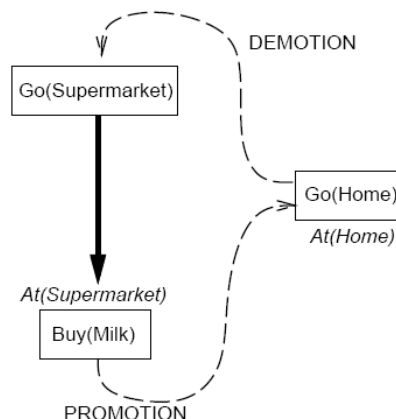 DEMOTION
Go(Supermarket)
Go(Home)
At(Home)
At(Supermarket)
Buy(Milk)
PROMOTION